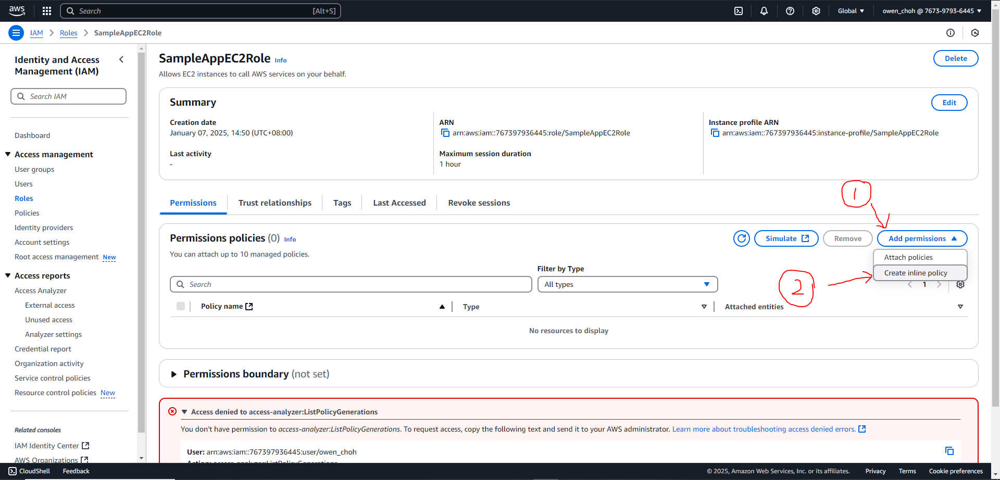 aws
Search [Alt+S]
Global
owen_choh @ 7673-9793-6445
IAM > Roles > SampleAppEC2Role
Identity and Access Management (IAM)
Search IAM
Dashboard
Access management
User groups
Users
Roles
Policies
Identity providers
Account settings
Root access management New
Access reports
Access Analyzer
External access
Unused access
Analyzer settings
Credential report
Organization activity
Service control policies
Resource control policies New
Related consoles
IAM Identity Center
AWS Organizations
SampleAppEC2Role Info
Delete
Allows EC2 instances to call AWS services on your behalf.
Summary
Edit
Creation date
January 07, 2025, 14:50 (UTC+08:00)
Last activity
-
ARN
arn:aws:iam::767397936445:role/SampleAppEC2Role
Maximum session duration
1 hour
Instance profile ARN
arn:aws:iam::767397936445:instance-profile/SampleAppEC2Role
Permissions
Trust relationships
Tags
Last Accessed
Revoke sessions
1
Permissions policies (0) Info
You can attach up to 10 managed policies.
Simulate
Remove
Add permissions
Attach policies
Create inline policy
2
Filter by Type
Search
All types
1
Policy name
Type
Attached entities
No resources to display
Permissions boundary (not set)
Access denied to access-analyzer:ListPolicyGenerations
You don't have permission to access-analyzer:ListPolicyGenerations. To request access, copy the following text and send it to your AWS administrator. Learn more about troubleshooting access denied errors.
User: arn:aws:iam::767397936445:user/owen_choh
Action: access-analyzer:ListPolicyGenerations
CloudShell
Feedback
© 2025, Amazon Web Services, Inc. or its affiliates.
Privacy
Terms
Cookie preferences